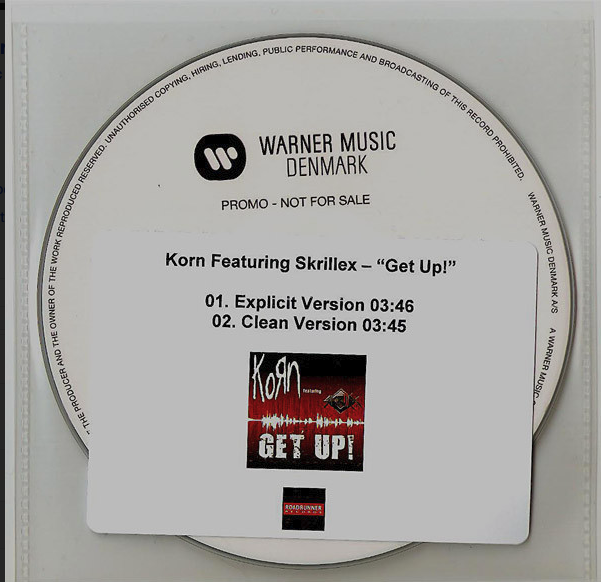 THE PRODUCER AND THE OWNER OF THE WORK REPRODUCED RESERVED. UNAUTHORISED COPYING, HIRING, LENDING, PUBLIC PERFORMANCE AND BROADCASTING OF THIS RECORD PROHIBITED.
WARNER MUSIC DENMARK A/S
A WARNER MUSIC
WARNER MUSIC
DENMARK
PROMO - NOT FOR SALE
Korn Featuring Skrillex – “Get Up!”
01. Explicit Version 03:46
02. Clean Version 03:45
KoЯn
featuring
GET UP!
ROADRUNNER
RECORDS